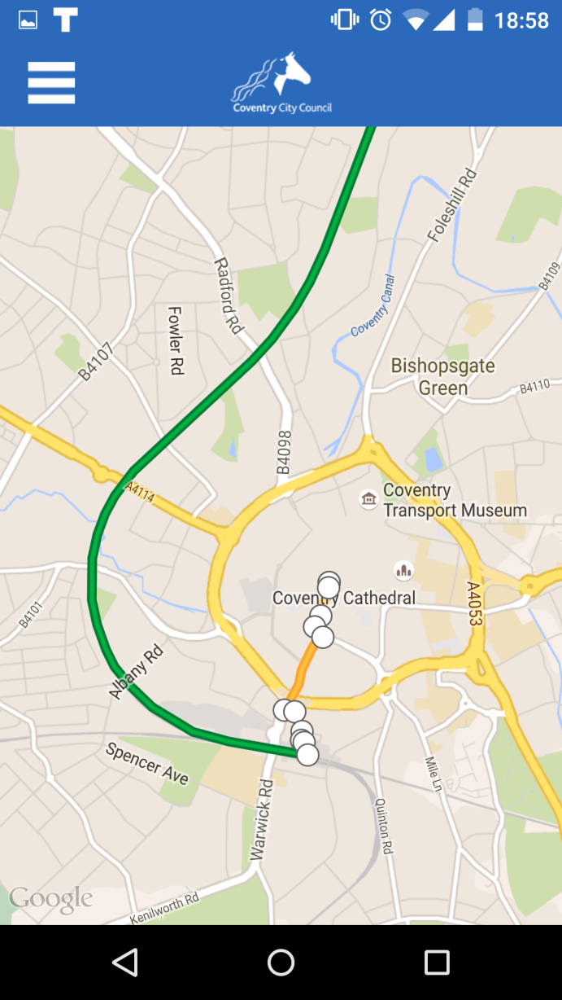 T
18:58
Coventry City Council
Foleshill Rd
Radford Rd
B4109
Coventry Canal
Fowler Rd
B4107
Bishopsgate
Green
B4110
B4098
A4114
Coventry
Transport Museum
Coventry Cathedral
A4053
B4101
Albany Rd
Spencer Ave
Mile Ln
Warwick Rd
Quinton Rd
Google
Kenilworth Rd